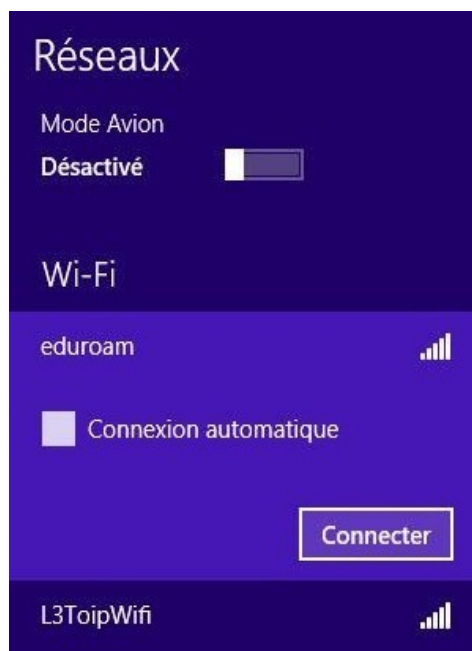 Réseaux
Mode Avion
Désactivé
Wi-Fi
eduroam
Connexion automatique
Connecter
L3ToipWifi